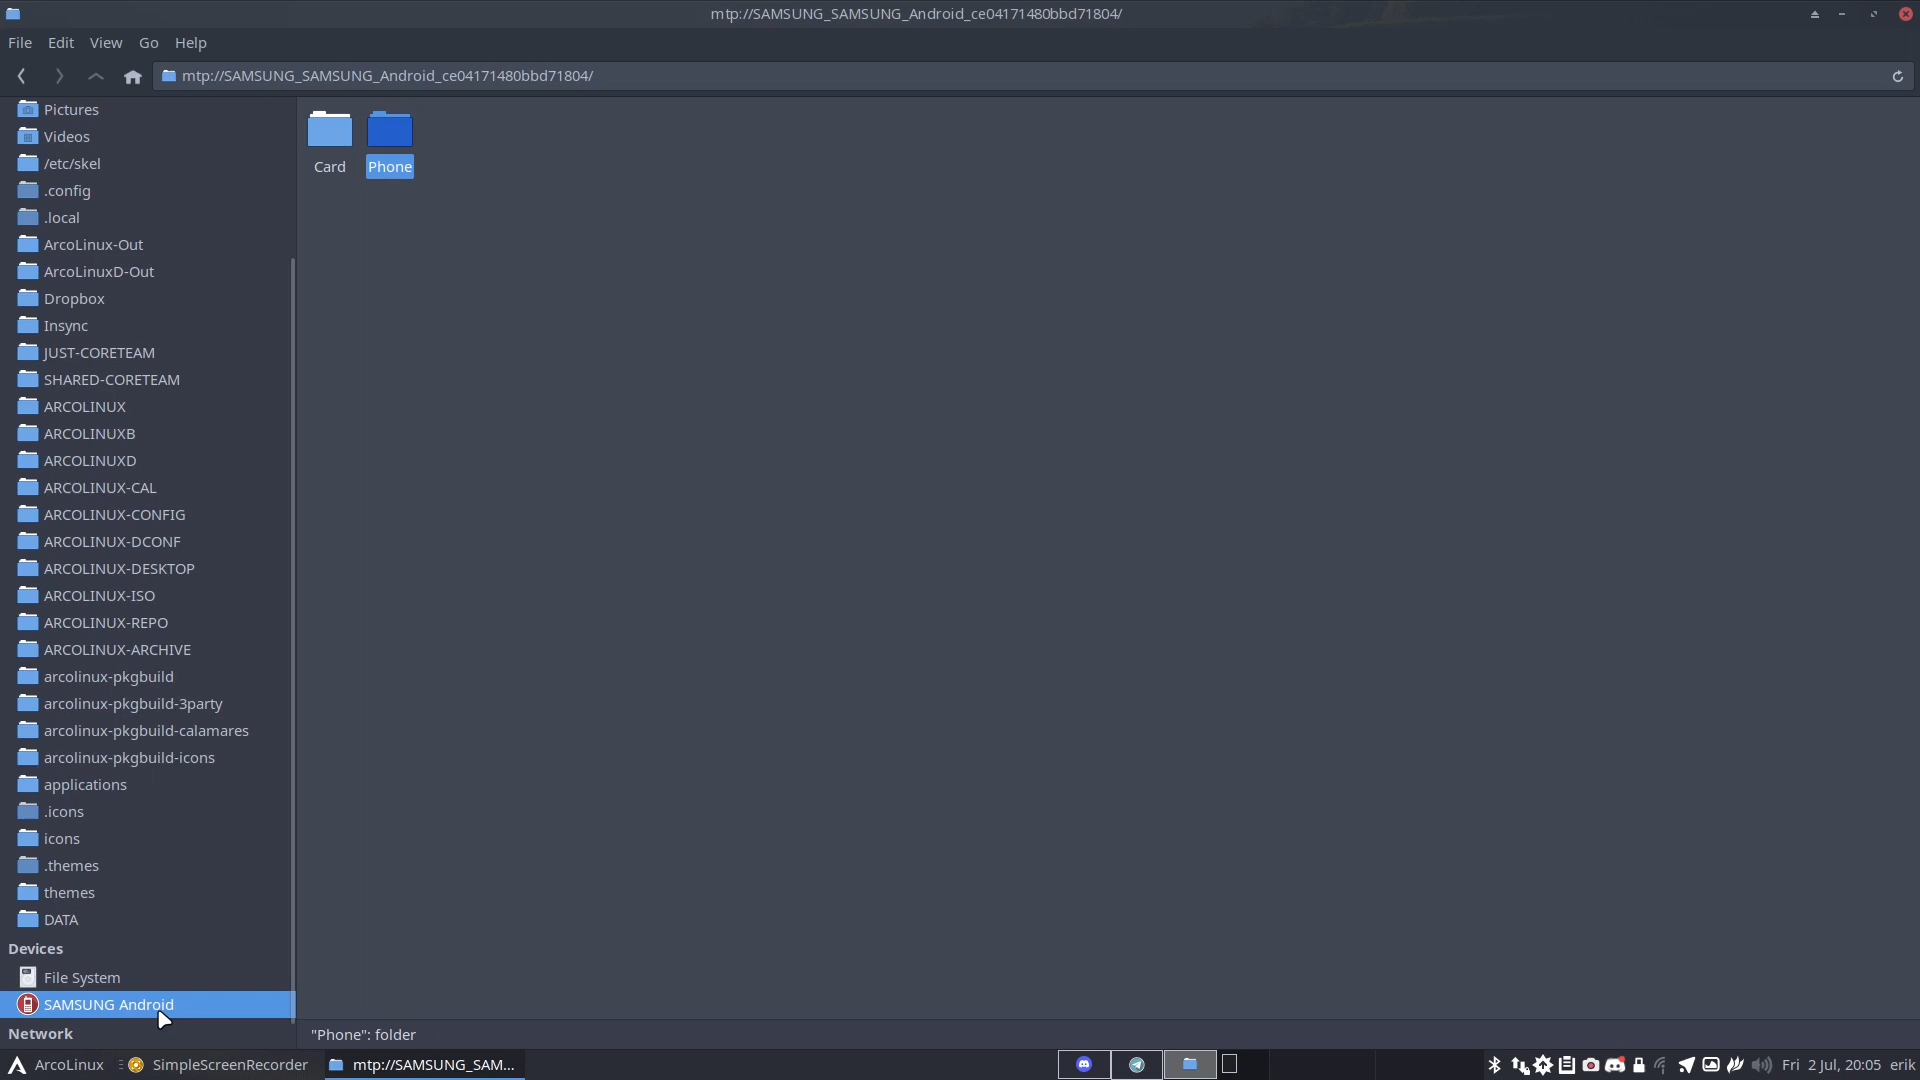 mtp://SAMSUNG_SAMSUNG_Android_ce04171480bbd71804/
File Edit View Go Help
mtp://SAMSUNG_SAMSUNG_Android_ce04171480bbd71804/
Pictures
Videos
/etc/skel
.config
.local
ArcoLinux-Out
ArcoLinuxD-Out
Dropbox
Insync
JUST-CORETEAM
SHARED-CORETEAM
ARCOLINUX
ARCOLINUXB
ARCOLINUXD
ARCOLINUX-CAL
ARCOLINUX-CONFIG
ARCOLINUX-DCONF
ARCOLINUX-DESKTOP
ARCOLINUX-ISO
ARCOLINUX-REPO
ARCOLINUX-ARCHIVE
arcolinux-pkgbuild
arcolinux-pkgbuild-3party
arcolinux-pkgbuild-calamares
arcolinux-pkgbuild-icons
applications
.icons
icons
.themes
themes
DATA
Devices
File System
SAMSUNG Android
Network
Card Phone
"Phone": folder
ArcoLinux SimpleScreenRecorder mtp://SAMSUNG_SAM... Fri 2 Jul, 20:05 erik